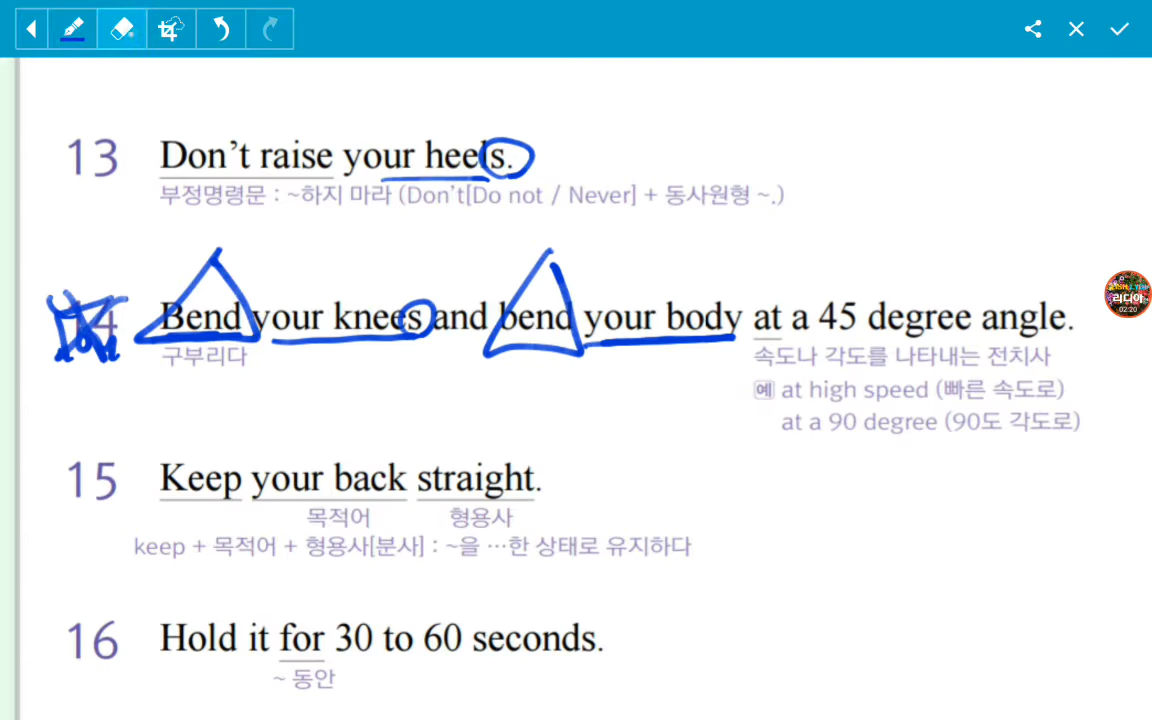 13 Don't raise your heels.
부정명령문 : ~하지 마라 (Don't[Do not / Never] + 동사원형 ~.)
14 Bend your knees and bend your body at a 45 degree angle.
구부리다 속도나 각도를 나타내는 전치사
예 at high speed (빠른 속도로)
at a 90 degree (90도 각도로)
15 Keep your back straight.
목적어 형용사
keep + 목적어 + 형용사[분사] : ~을 …한 상태로 유지하다
16 Hold it for 30 to 60 seconds.
~ 동안
리디아
02:20